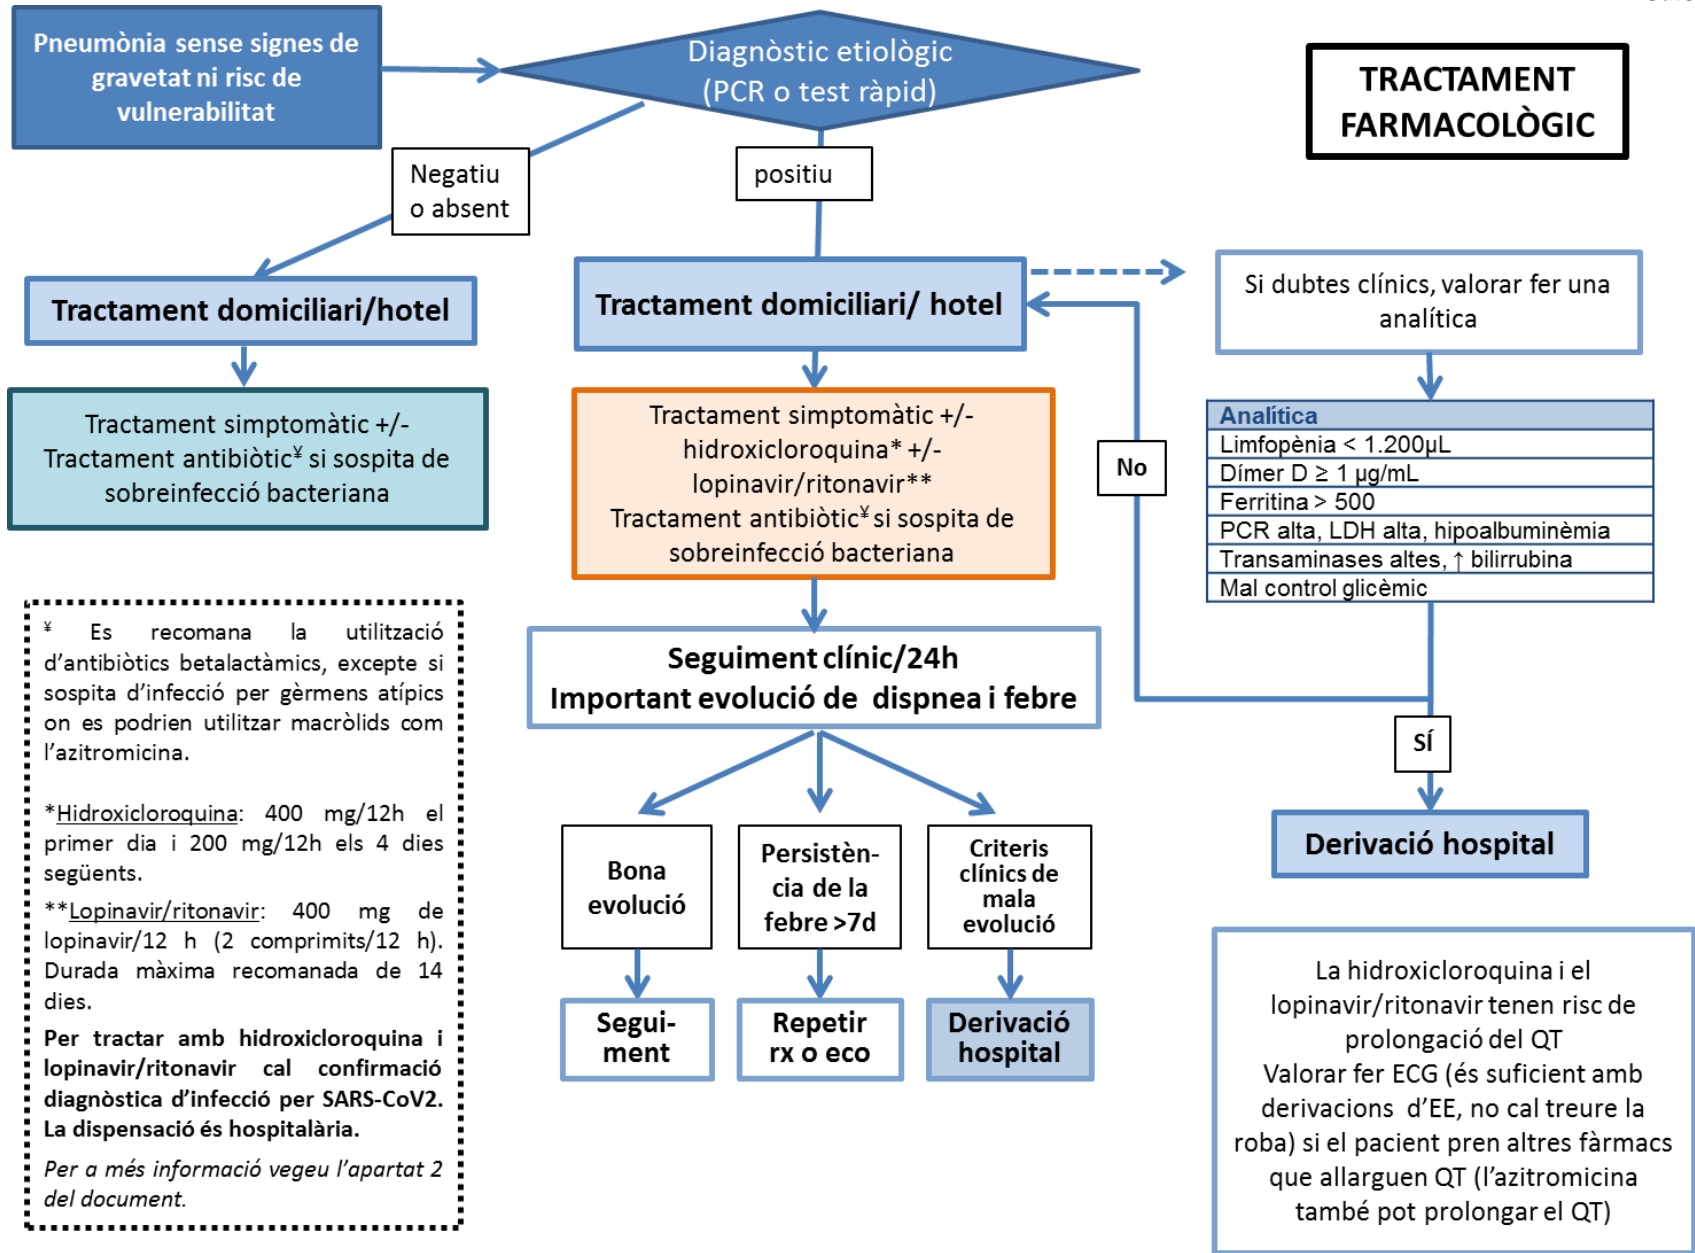 Pneumònia sense signes de
gravetat ni risc de
vulnerabilitat
Diagnòstic etiològic
(PCR o test ràpid)
TRACTAMENT
FARMACOLÒGIC
Negatiu
o absent
positiu
Tractament domiciliari/hotel
Tractament domiciliari/ hotel
Si dubtes clínics, valorar fer una
analítica
Tractament simptomàtic +/-
Tractament antibiòtic¥ si sospita de
sobreinfecció bacteriana
Tractament simptomàtic +/-
hidroxicloroquina* +/-
lopinavir/ritonavir**
Tractament antibiòtic¥ si sospita de
sobreinfecció bacteriana
No
Analítica
Limfopènia < 1.200µL
Dímer D ≥ 1 µg/mL
Ferritina > 500
PCR alta, LDH alta, hipoalbuminèmia
Transaminases altes, ↑ bilirrubina
Mal control glicèmic
Seguiment clínic/24h
Important evolució de dispnea i febre
SÍ
Derivació hospital
Bona
evolució
Persistèn-
cia de la
febre >7d
Criteris
clínics de
mala
evolució
Segui-
ment
Repetir
rx o eco
Derivació
hospital
¥ Es recomana la utilització
d'antibiòtics betalactàmics, excepte si
sospita d'infecció per gèrmens atípics
on es podrien utilitzar macròlids com
l'azitromicina.
*Hidroxicloroquina: 400 mg/12h el
primer dia i 200 mg/12h els 4 dies
següents.
**Lopinavir/ritonavir: 400 mg de
lopinavir/12 h (2 comprimits/12 h).
Durada màxima recomanada de 14
dies.
Per tractar amb hidroxicloroquina i
lopinavir/ritonavir cal confirmació
diagnòstica d'infecció per SARS-CoV2.
La dispensació és hospitalària.
Per a més informació vegeu l'apartat 2
del document.
La hidroxicloroquina i el
lopinavir/ritonavir tenen risc de
prolongació del QT
Valorar fer ECG (és suficient amb
derivacions d'EE, no cal treure la
roba) si el pacient pren altres fàrmacs
que allarguen QT (l'azitromicina
també pot prolongar el QT)